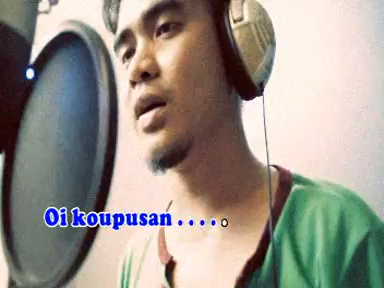 Oi koupusan . . . . .